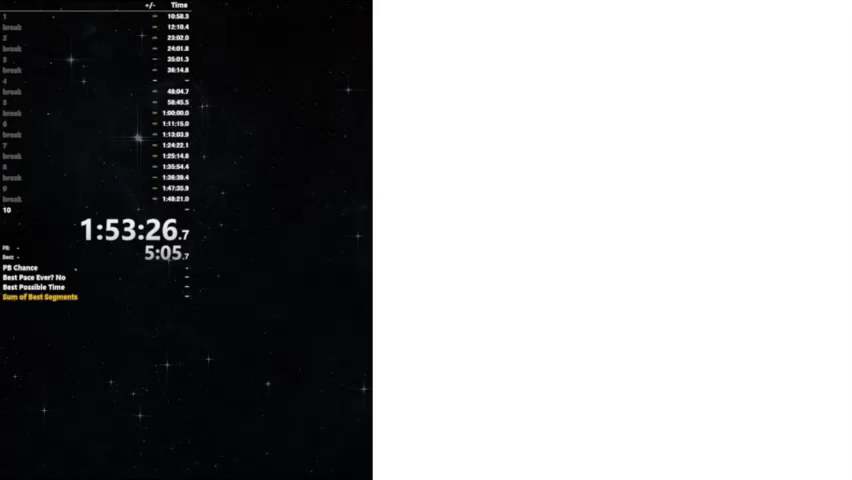 +/- Time
1 — 10:58.3
break — 12:10.4
2 — 23:02.0
break — 24:01.8
3 — 35:01.3
break — 36:14.8
4 — –
break — 48:04.7
5 — 58:45.5
break — 1:00:00.0
6 — 1:11:15.0
break — 1:13:03.9
7 — 1:24:22.1
break — 1:25:14.8
8 — 1:35:54.4
break — 1:36:39.4
9 — 1:47:35.9
break — 1:48:21.0
10 –
1:53:26.7
PB: -
5:05.7
Best: -
PB Chance -
Best Pace Ever? No –
Best Possible Time –
Sum of Best Segments –